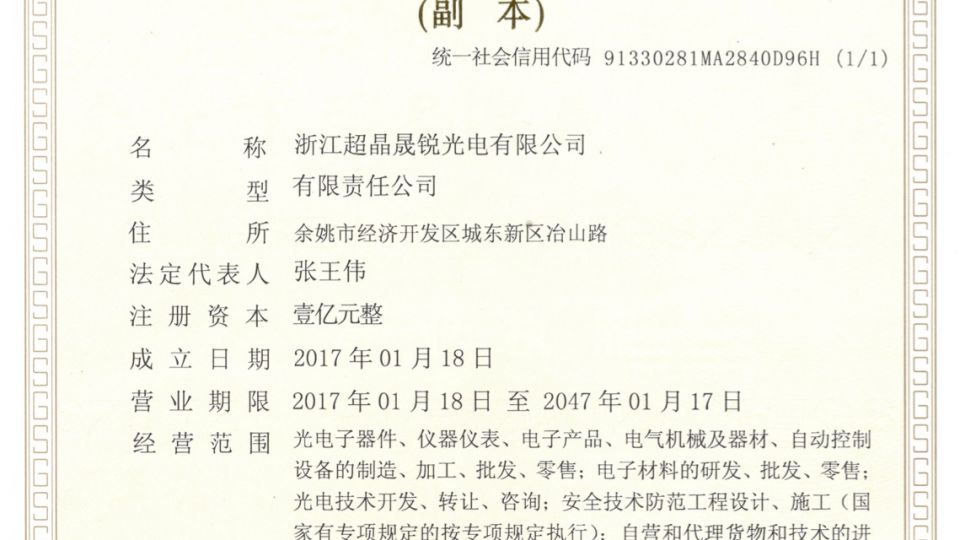 (副 本)
统一社会信用代码 91330281MA2840D96H (1/1)
名 称 浙江超晶晟锐光电有限公司
类 型 有限责任公司
住 所 余姚市经济开发区城东新区冶山路
法定代表人 张王伟
注册资本 壹亿元整
成立日期 2017年01月18日
营业期限 2017年01月18日 至 2047年01月17日
经营范围 光电子器件、仪器仪表、电子产品、电气机械及器材、自动控制
设备的制造、加工、批发、零售;电子材料的研发、批发、零售;
光电技术开发、转让、咨询;安全技术防范工程设计、施工(国
家有专项规定的按专项规定执行);自营和代理货物和技术的进